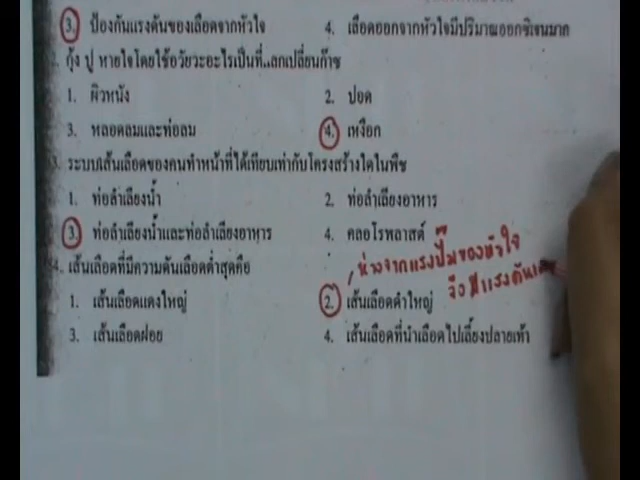 3. ป้องกันแรงดันของเลือดจากหัวใจ 4. เลือดออกจากหัวใจมีปริมาณออกซิเจนมาก
กุ้ง ปู หายใจโดยใช้อวัยวะอะไรเป็นที่แลกเปลี่ยนก๊าซ
1. ผิวหนัง 2. ปอด
3. หลอดลมและท่อลม 4. เหงือก
3. ระบบเส้นเลือดของคนทำหน้าที่ได้เทียบเท่ากับโครงสร้างใดในพืช
1. ท่อลำเลียงน้ำ 2. ท่อลำเลียงอาหาร
3. ท่อลำเลียงน้ำและท่อลำเลียงอาหาร 4. คลอโรพลาสต์
ห่างจากแรงปั๊มของหัวใจ
4. เส้นเลือดที่มีความดันเลือดต่ำสุดคือ
จึงมีแรงดัน
1. เส้นเลือดแดงใหญ่ 2. เส้นเลือดดำใหญ่
3. เส้นเลือดฝอย 4. เส้นเลือดที่นำเลือดไปเลี้ยงปลายเท้า